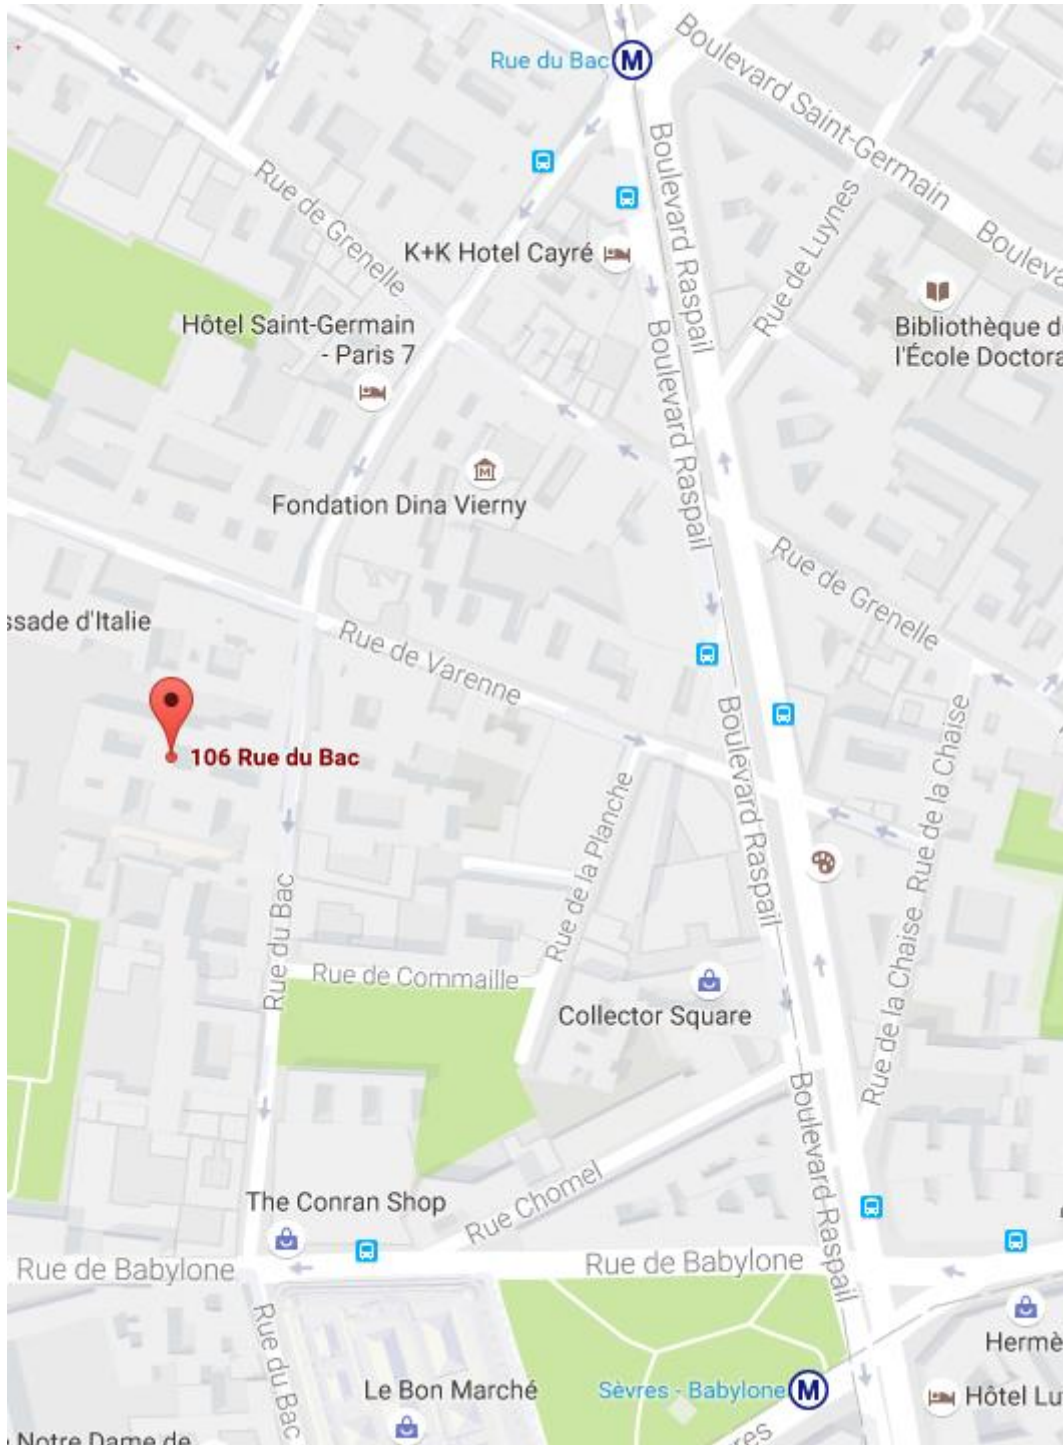 Rue du Bac
M
Boulevard Saint-Germain
Boulevard Raspail
Rue de Grenelle
Rue de Luynes
K+K Hotel Cayré
Bouleva
Hôtel Saint-Germain
- Paris 7
Bibliothèque d
l'École Doctora
Boulevard Raspail
Fondation Dina Vierny
Boulevard Raspail
Rue de Grenelle
ssade d'Italie
Rue de Varenne
Boulevard Raspail
106 Rue du Bac
Rue de la Planche
Rue de la Chaise
Rue du Bac
Rue de Commaille
Collector Square
Rue de la Chaise
Boulevard Raspail
The Conran Shop
Rue Chomel
Rue de Babylone
Rue de Babylone
Rue du Bac
Hermè
Le Bon Marché
Sèvres - Babylone
M
Hôtel Lu
Notre Dame de
res